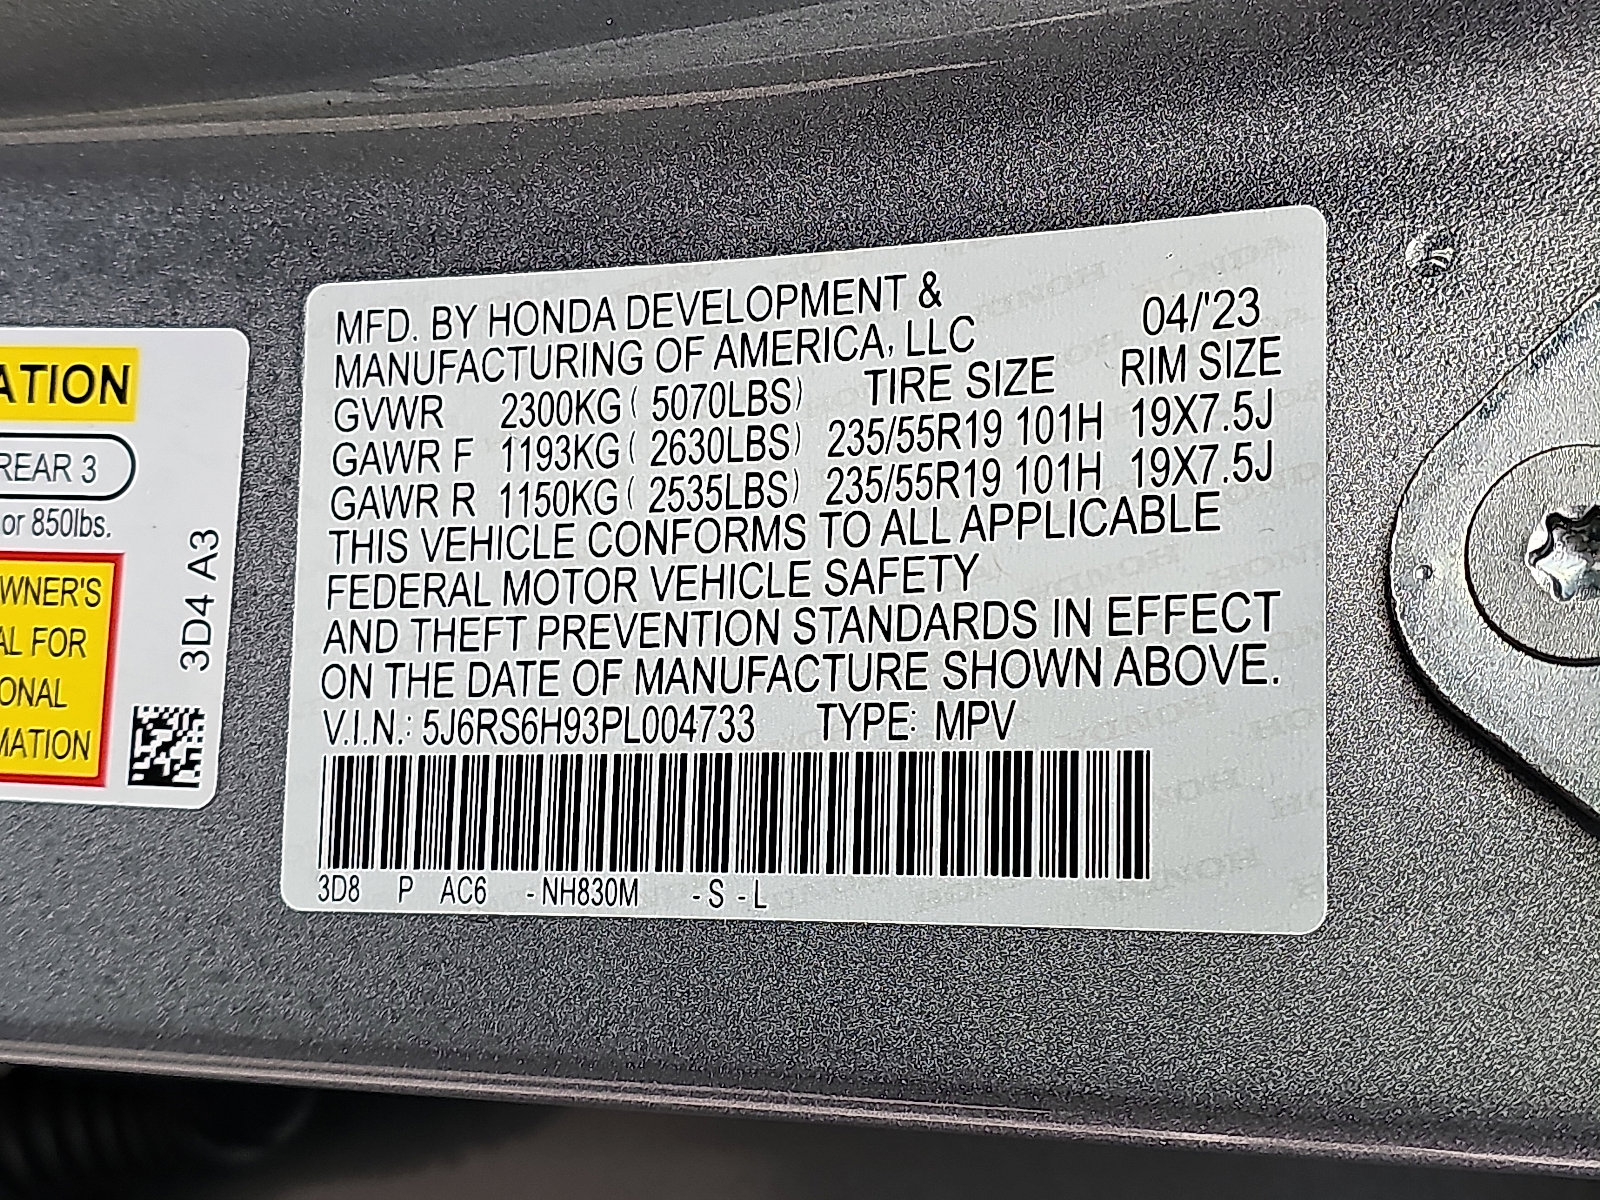 ATION
REAR 3
or 850lbs.
WNER'S
AL FOR
ONAL
MATION
3D4 A3
MFD. BY HONDA DEVELOPMENT &
MANUFACTURING OF AMERICA, LLC 04/'23
GVWR 2300KG ( 5070LBS) TIRE SIZE RIM SIZE
GAWR F 1193KG ( 2630LBS) 235/55R19 101H 19X7.5J
GAWR R 1150KG ( 2535LBS) 235/55R19 101H 19X7.5J
THIS VEHICLE CONFORMS TO ALL APPLICABLE
FEDERAL MOTOR VEHICLE SAFETY
AND THEFT PREVENTION STANDARDS IN EFFECT
ON THE DATE OF MANUFACTURE SHOWN ABOVE.
V.I.N.: 5J6RS6H93PL004733 TYPE: MPV
3D8 P AC6 -NH830M -S -L